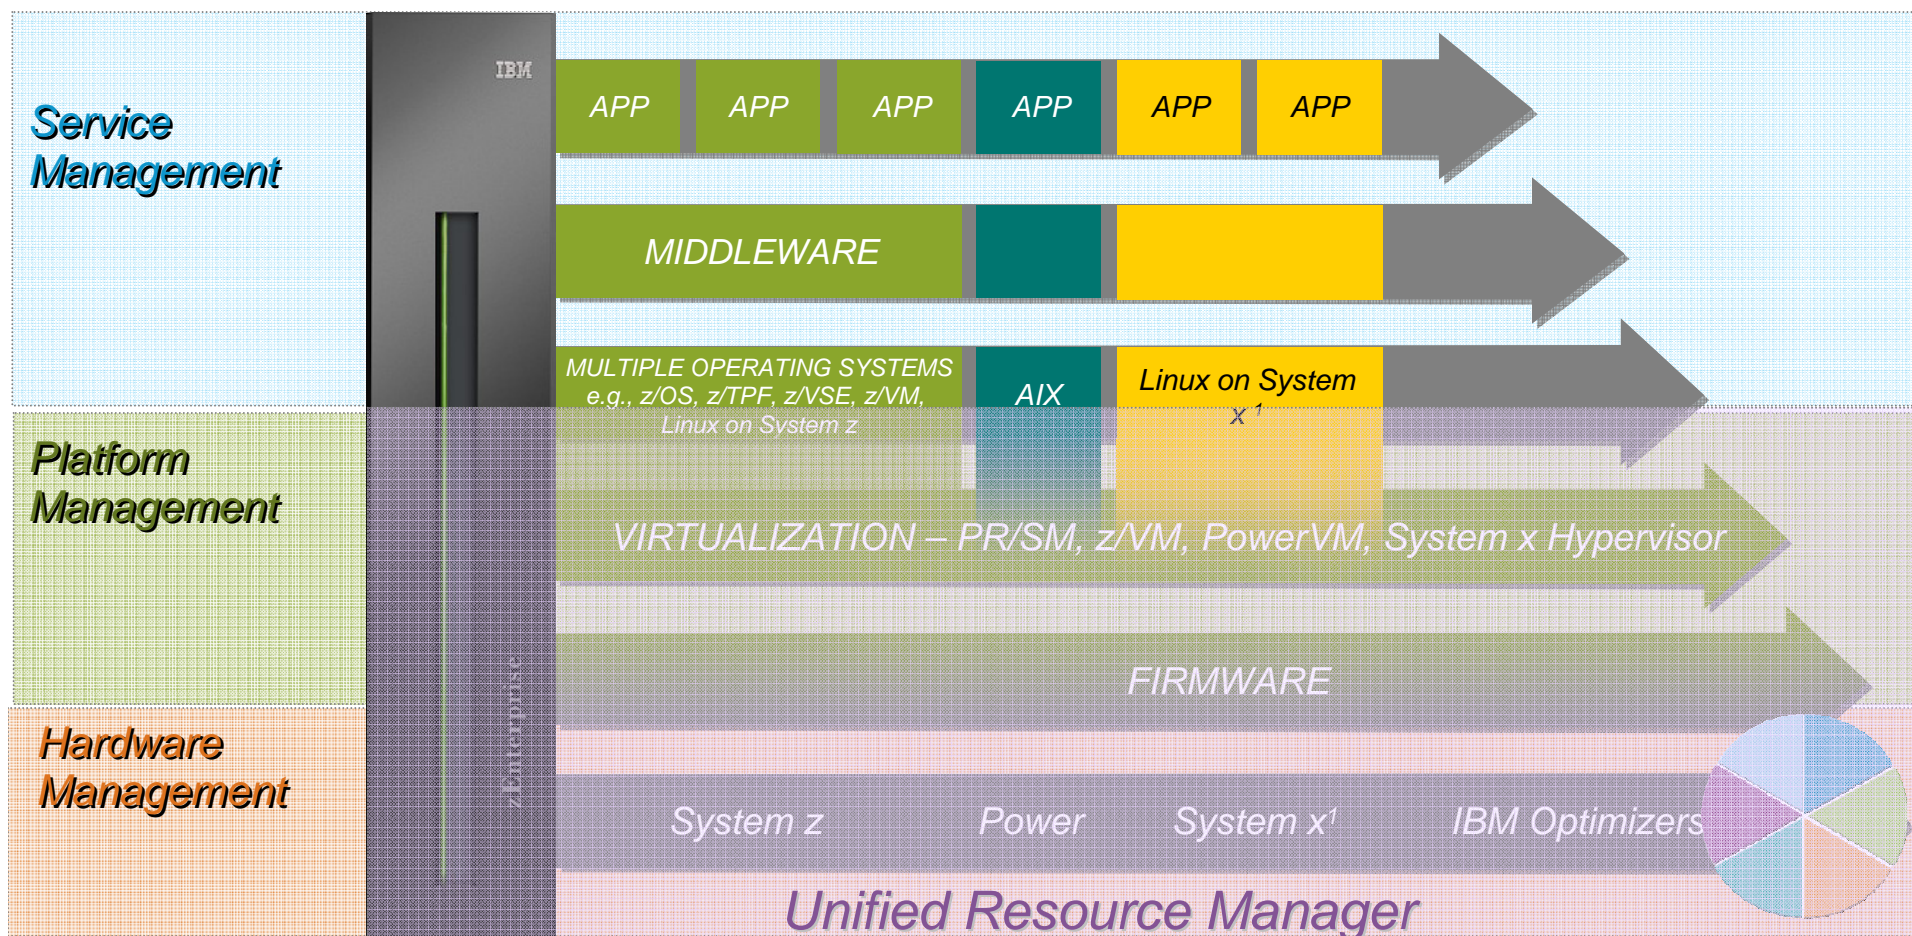 IBM
APP APP APP APP APP APP
Service
Management
MIDDLEWARE
MULTIPLE OPERATING SYSTEMS
e.g., z/OS, z/TPF, z/VSE, z/VM,
Linux on System z
AIX
Linux on System
x 1
Platform
Management
VIRTUALIZATION – PR/SM, z/VM, PowerVM, System x Hypervisor
FIRMWARE
zEnterprise
Hardware
Management
System z Power System x1 IBM Optimizers
Unified Resource Manager